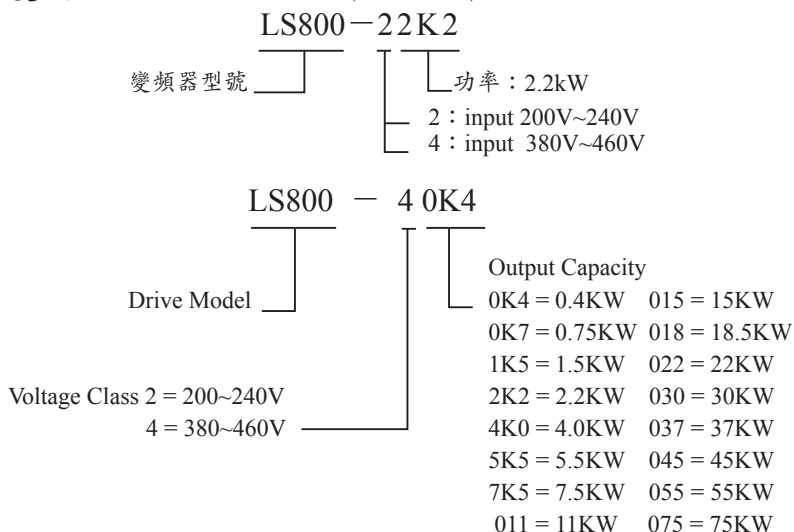 LS800－22K2
變頻器型號
功率：2.2kW
2：input 200V~240V
4：input 380V~460V
LS800 － 4 0K4
Drive Model
Output Capacity
0K4 = 0.4KW 015 = 15KW
0K7 = 0.75KW 018 = 18.5KW
1K5 = 1.5KW 022 = 22KW
2K2 = 2.2KW 030 = 30KW
4K0 = 4.0KW 037 = 37KW
5K5 = 5.5KW 045 = 45KW
7K5 = 7.5KW 055 = 55KW
011 = 11KW 075 = 75KW
Voltage Class 2 = 200~240V
4 = 380~460V